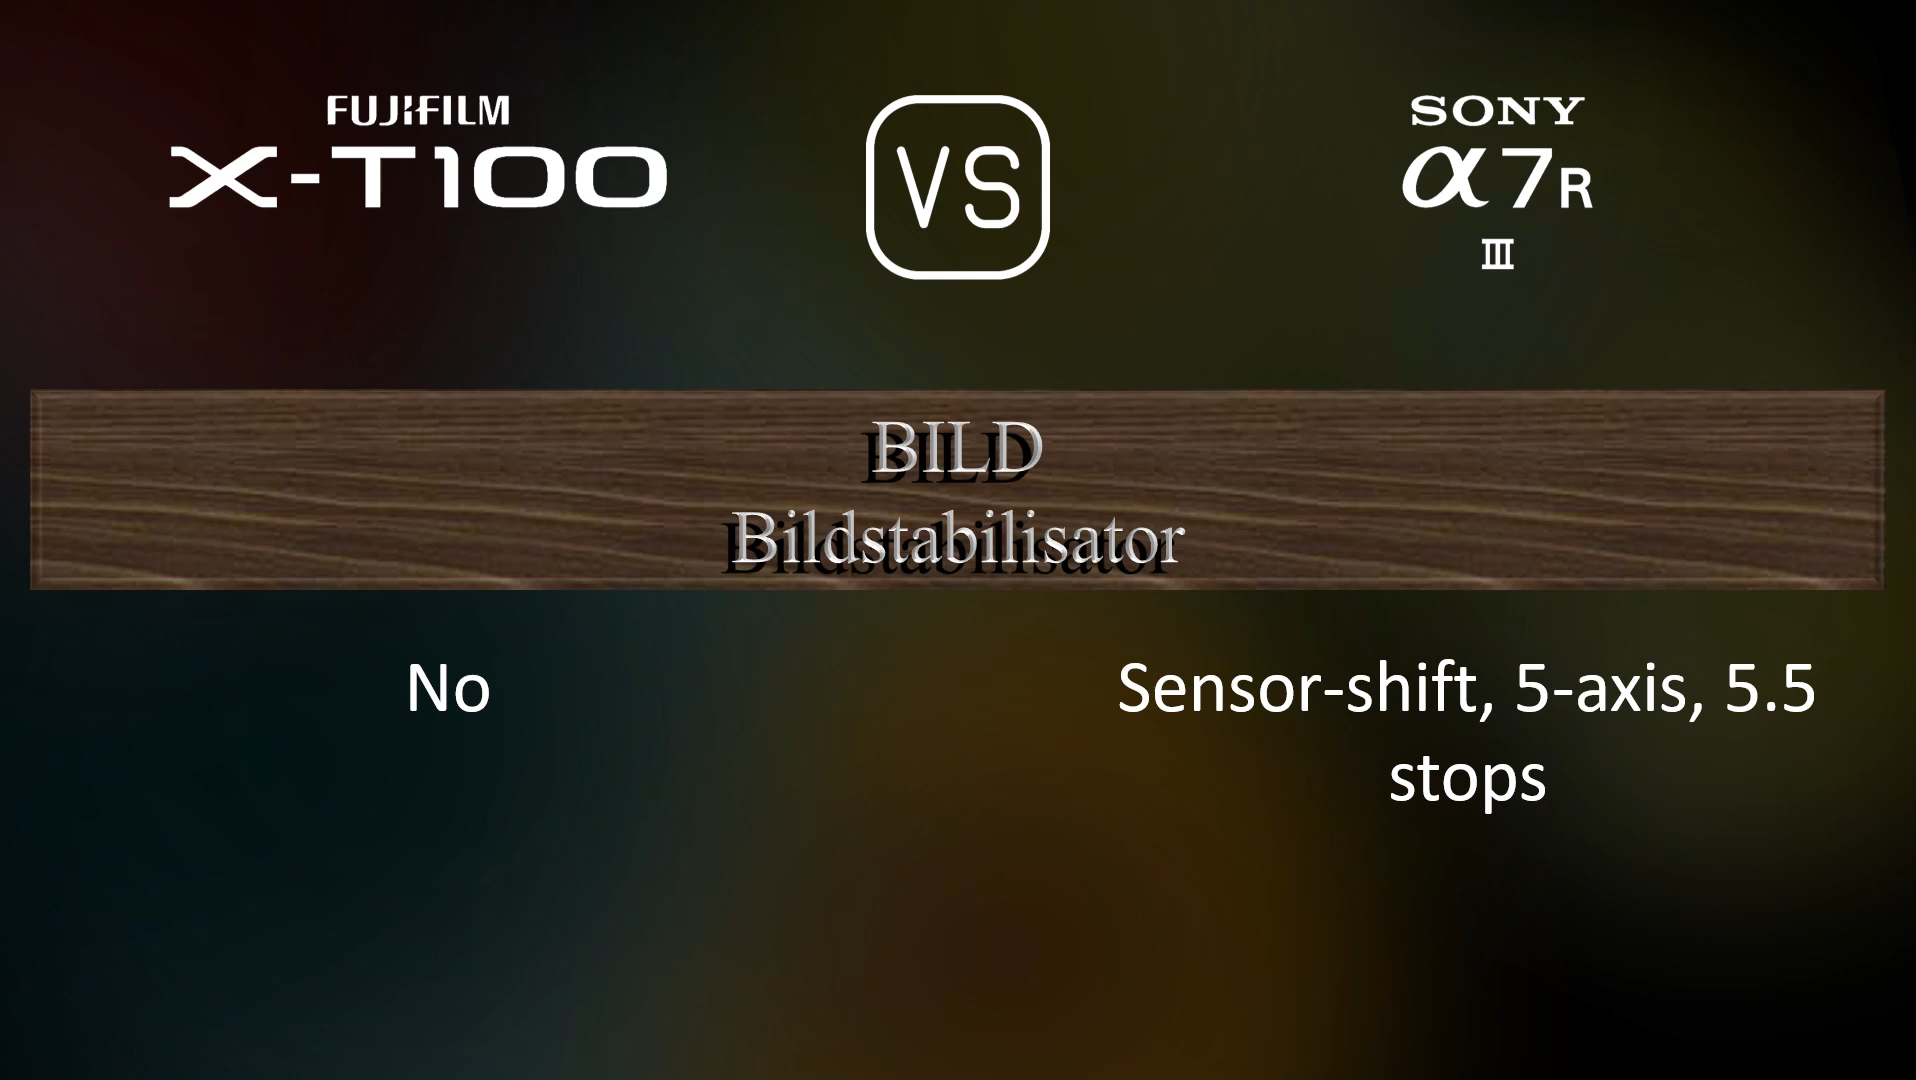 FUJIFILM
X-T100
VS
SONY
α7R
III
BILD
Bildstabilisator
No
Sensor-shift, 5-axis, 5.5
stops